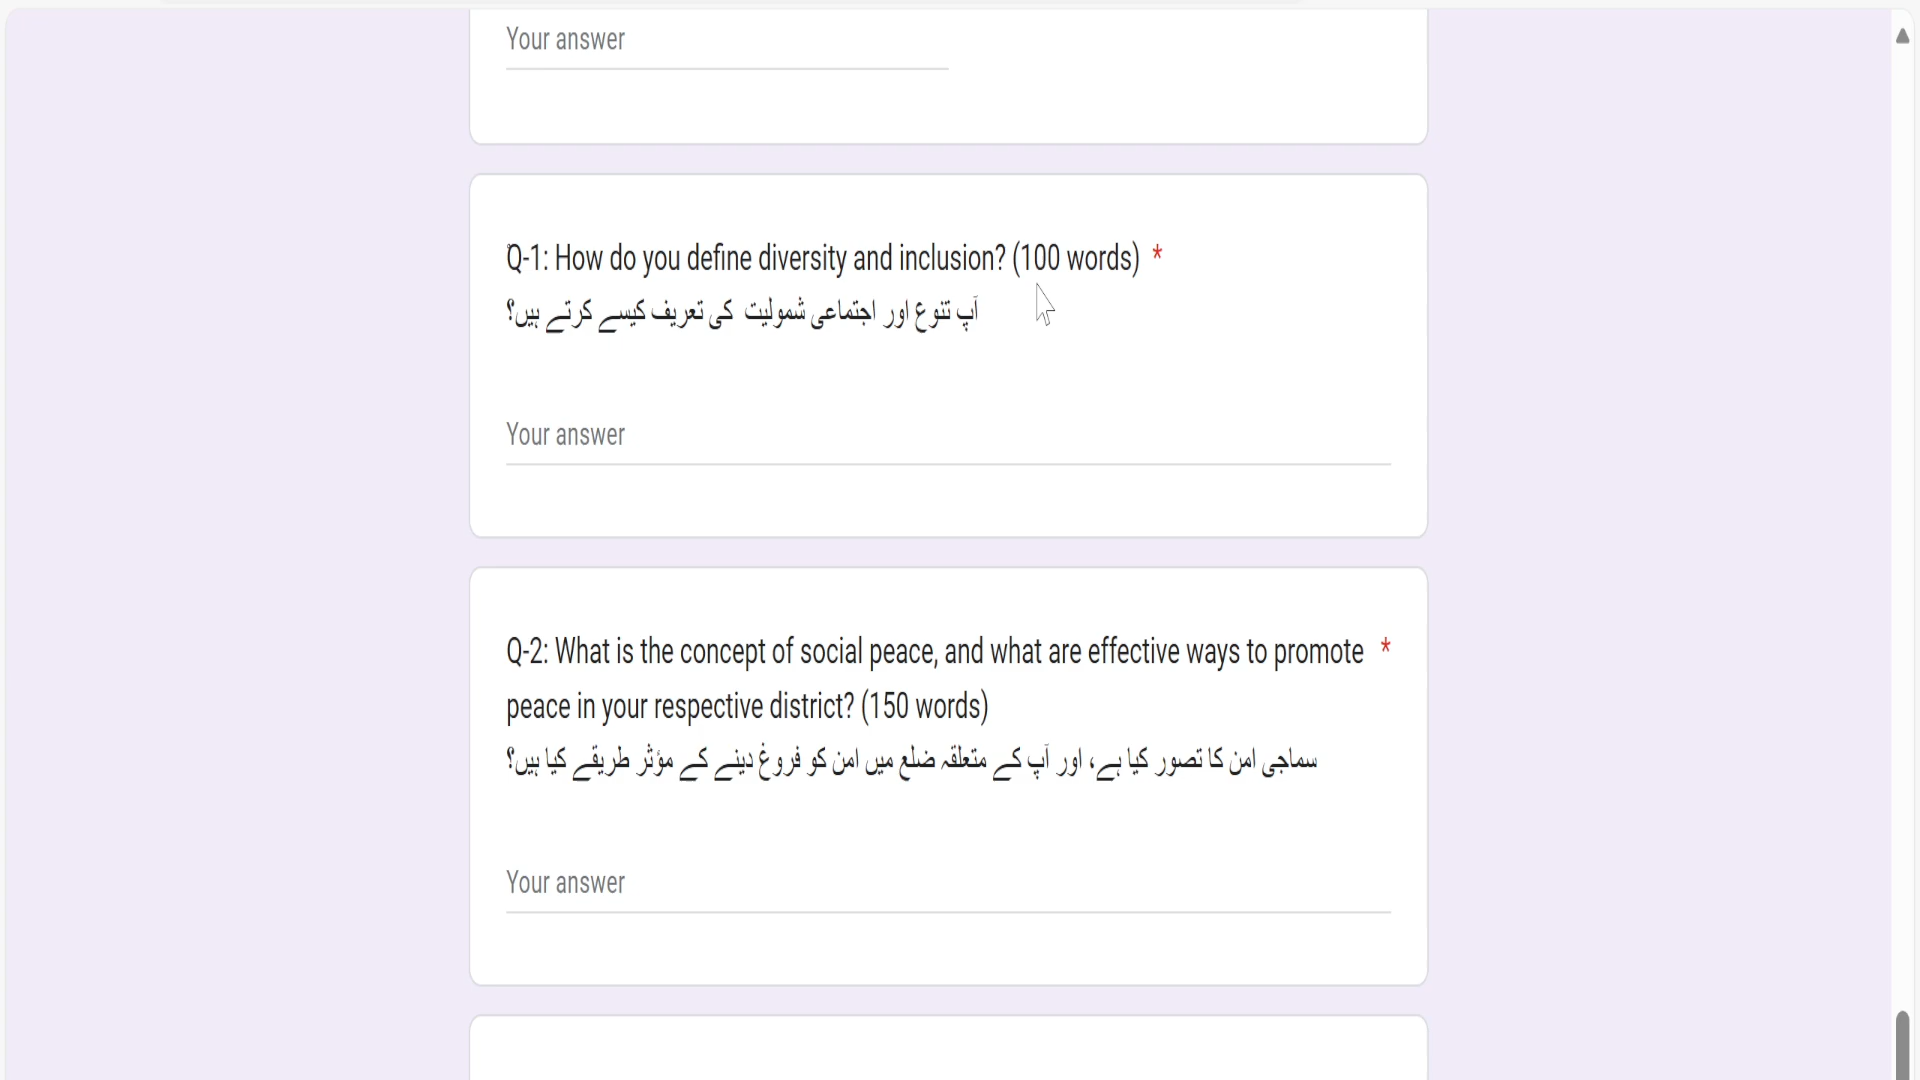 Your answer
Q-1: How do you define diversity and inclusion? (100 words) *
آپ تنوع اور اجتماعی شمولیت کی تعریف کیسے کرتے ہیں؟
Your answer
Q-2: What is the concept of social peace, and what are effective ways to promote *
peace in your respective district? (150 words)
سماجی امن کا تصور کیا ہے، اور آپ کے متعلقہ ضلع میں امن کو فروغ دینے کے مؤثر طریقے کیا ہیں؟
Your answer